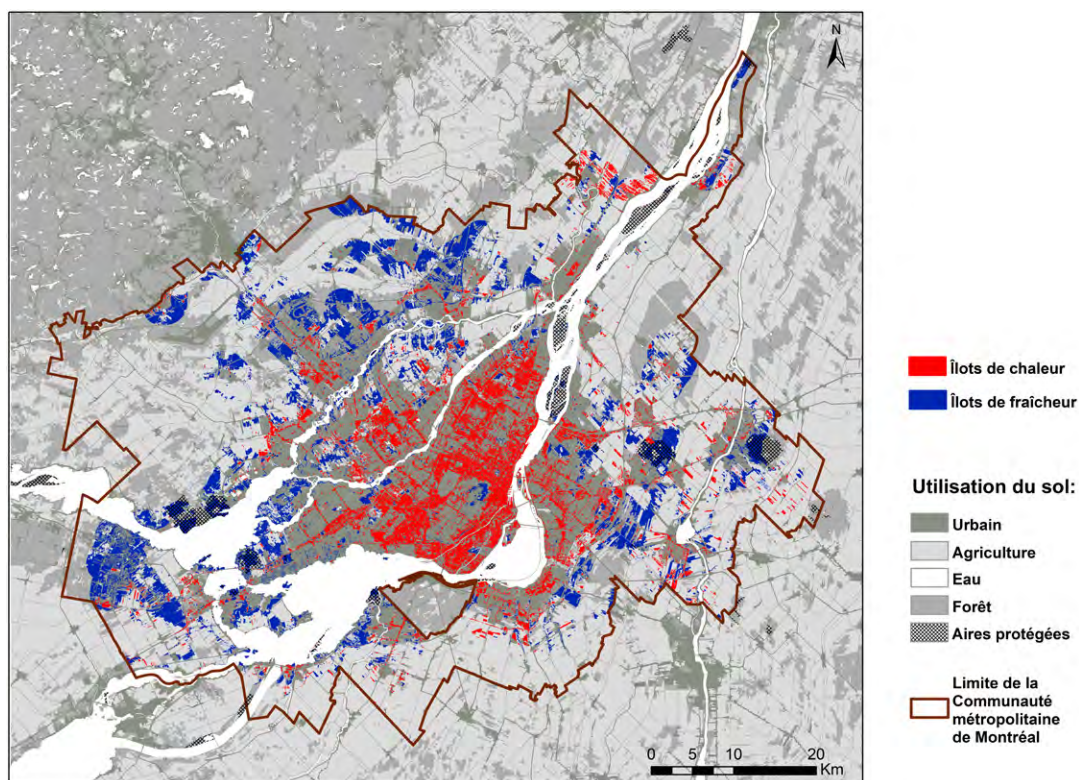 N
Îlots de chaleur
Îlots de fraîcheur
Utilisation du sol:
Urbain
Agriculture
Eau
Forêt
Aires protégées
Limite de la
Communauté
métropolitaine
de Montréal
0 5 10 20
Km